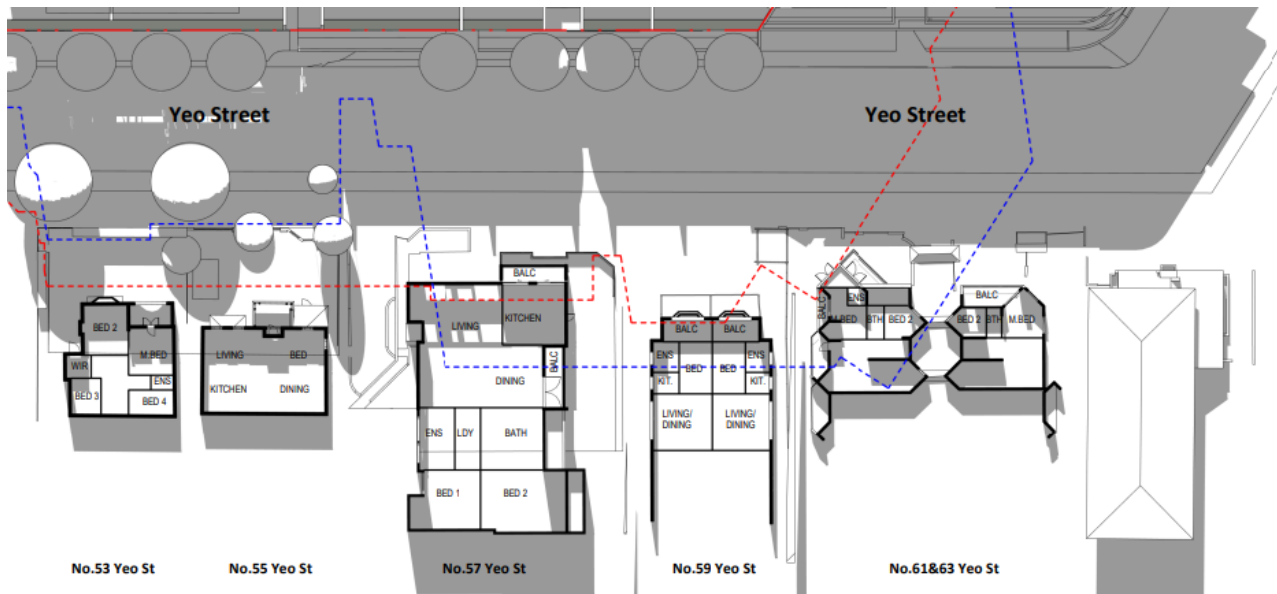 Yeo Street
Yeo Street
BED 2
M.BED
WIR
ENS
BED 3
BED 4
LIVING
BED
KITCHEN
DINING
BALC
LIVING
KITCHEN
BALC
DINING
ENS
LDY
BATH
BED 1
BED 2
BALC
BALC
ENS
BED
BED
ENS
KIT.
KIT.
LIVING/
DINING
LIVING/
DINING
BALC
ENS
M.BED
BTH
BED 2
BALC
BED 2
BTH
M.BED
No.53 Yeo St
No.55 Yeo St
No.57 Yeo St
No.59 Yeo St
No.61&63 Yeo St